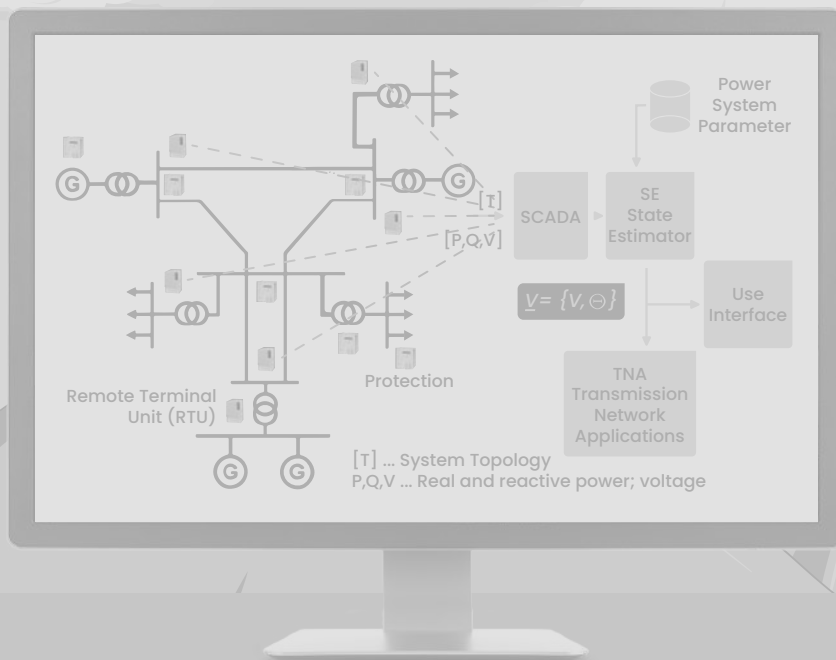 Power
System
Parameter
G
G
[T]
SCADA
SE
State
Estimator
[P,Q,V]
V= {V, Θ}
Use
Interface
TNA
Transmission
Network
Applications
Protection
Remote Terminal
Unit (RTU)
G
G
[T] ... System Topology
P,Q,V ... Real and reactive power; voltage